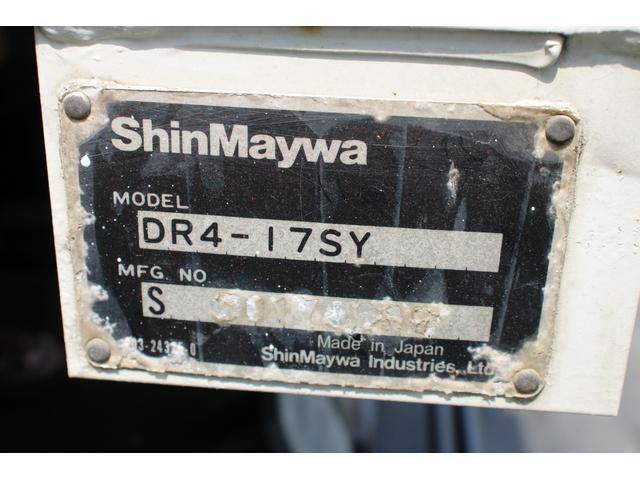 ShinMaywa
MODEL
DR4-17SY
MFG. NO
S
Made in Japan
ShinMaywa Industries, Ltd